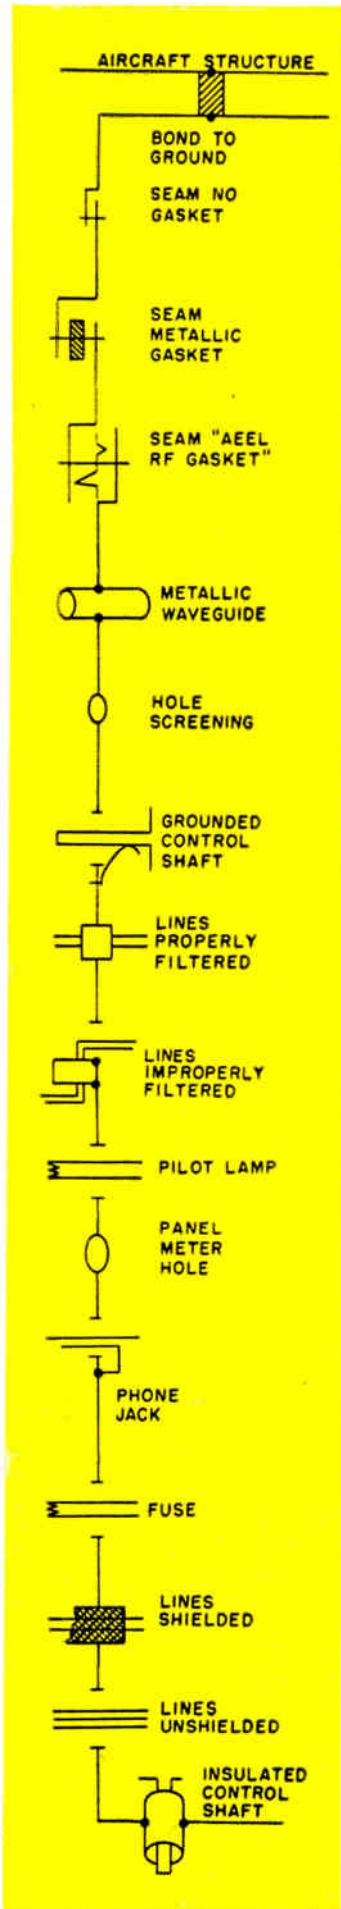 AIRCRAFT STRUCTURE
BOND TO
GROUND
SEAM NO
GASKET
SEAM
METALLIC
GASKET
SEAM "AEEL
RF GASKET"
METALLIC
WAVEGUIDE
HOLE
SCREENING
GROUNDED
CONTROL
SHAFT
LINES
PROPERLY
FILTERED
LINES
IMPROPERLY
FILTERED
PILOT LAMP
PANEL
METER
HOLE
PHONE
JACK
FUSE
LINES
SHIELDED
LINES
UNSHIELDED
INSULATED
CONTROL
SHAFT